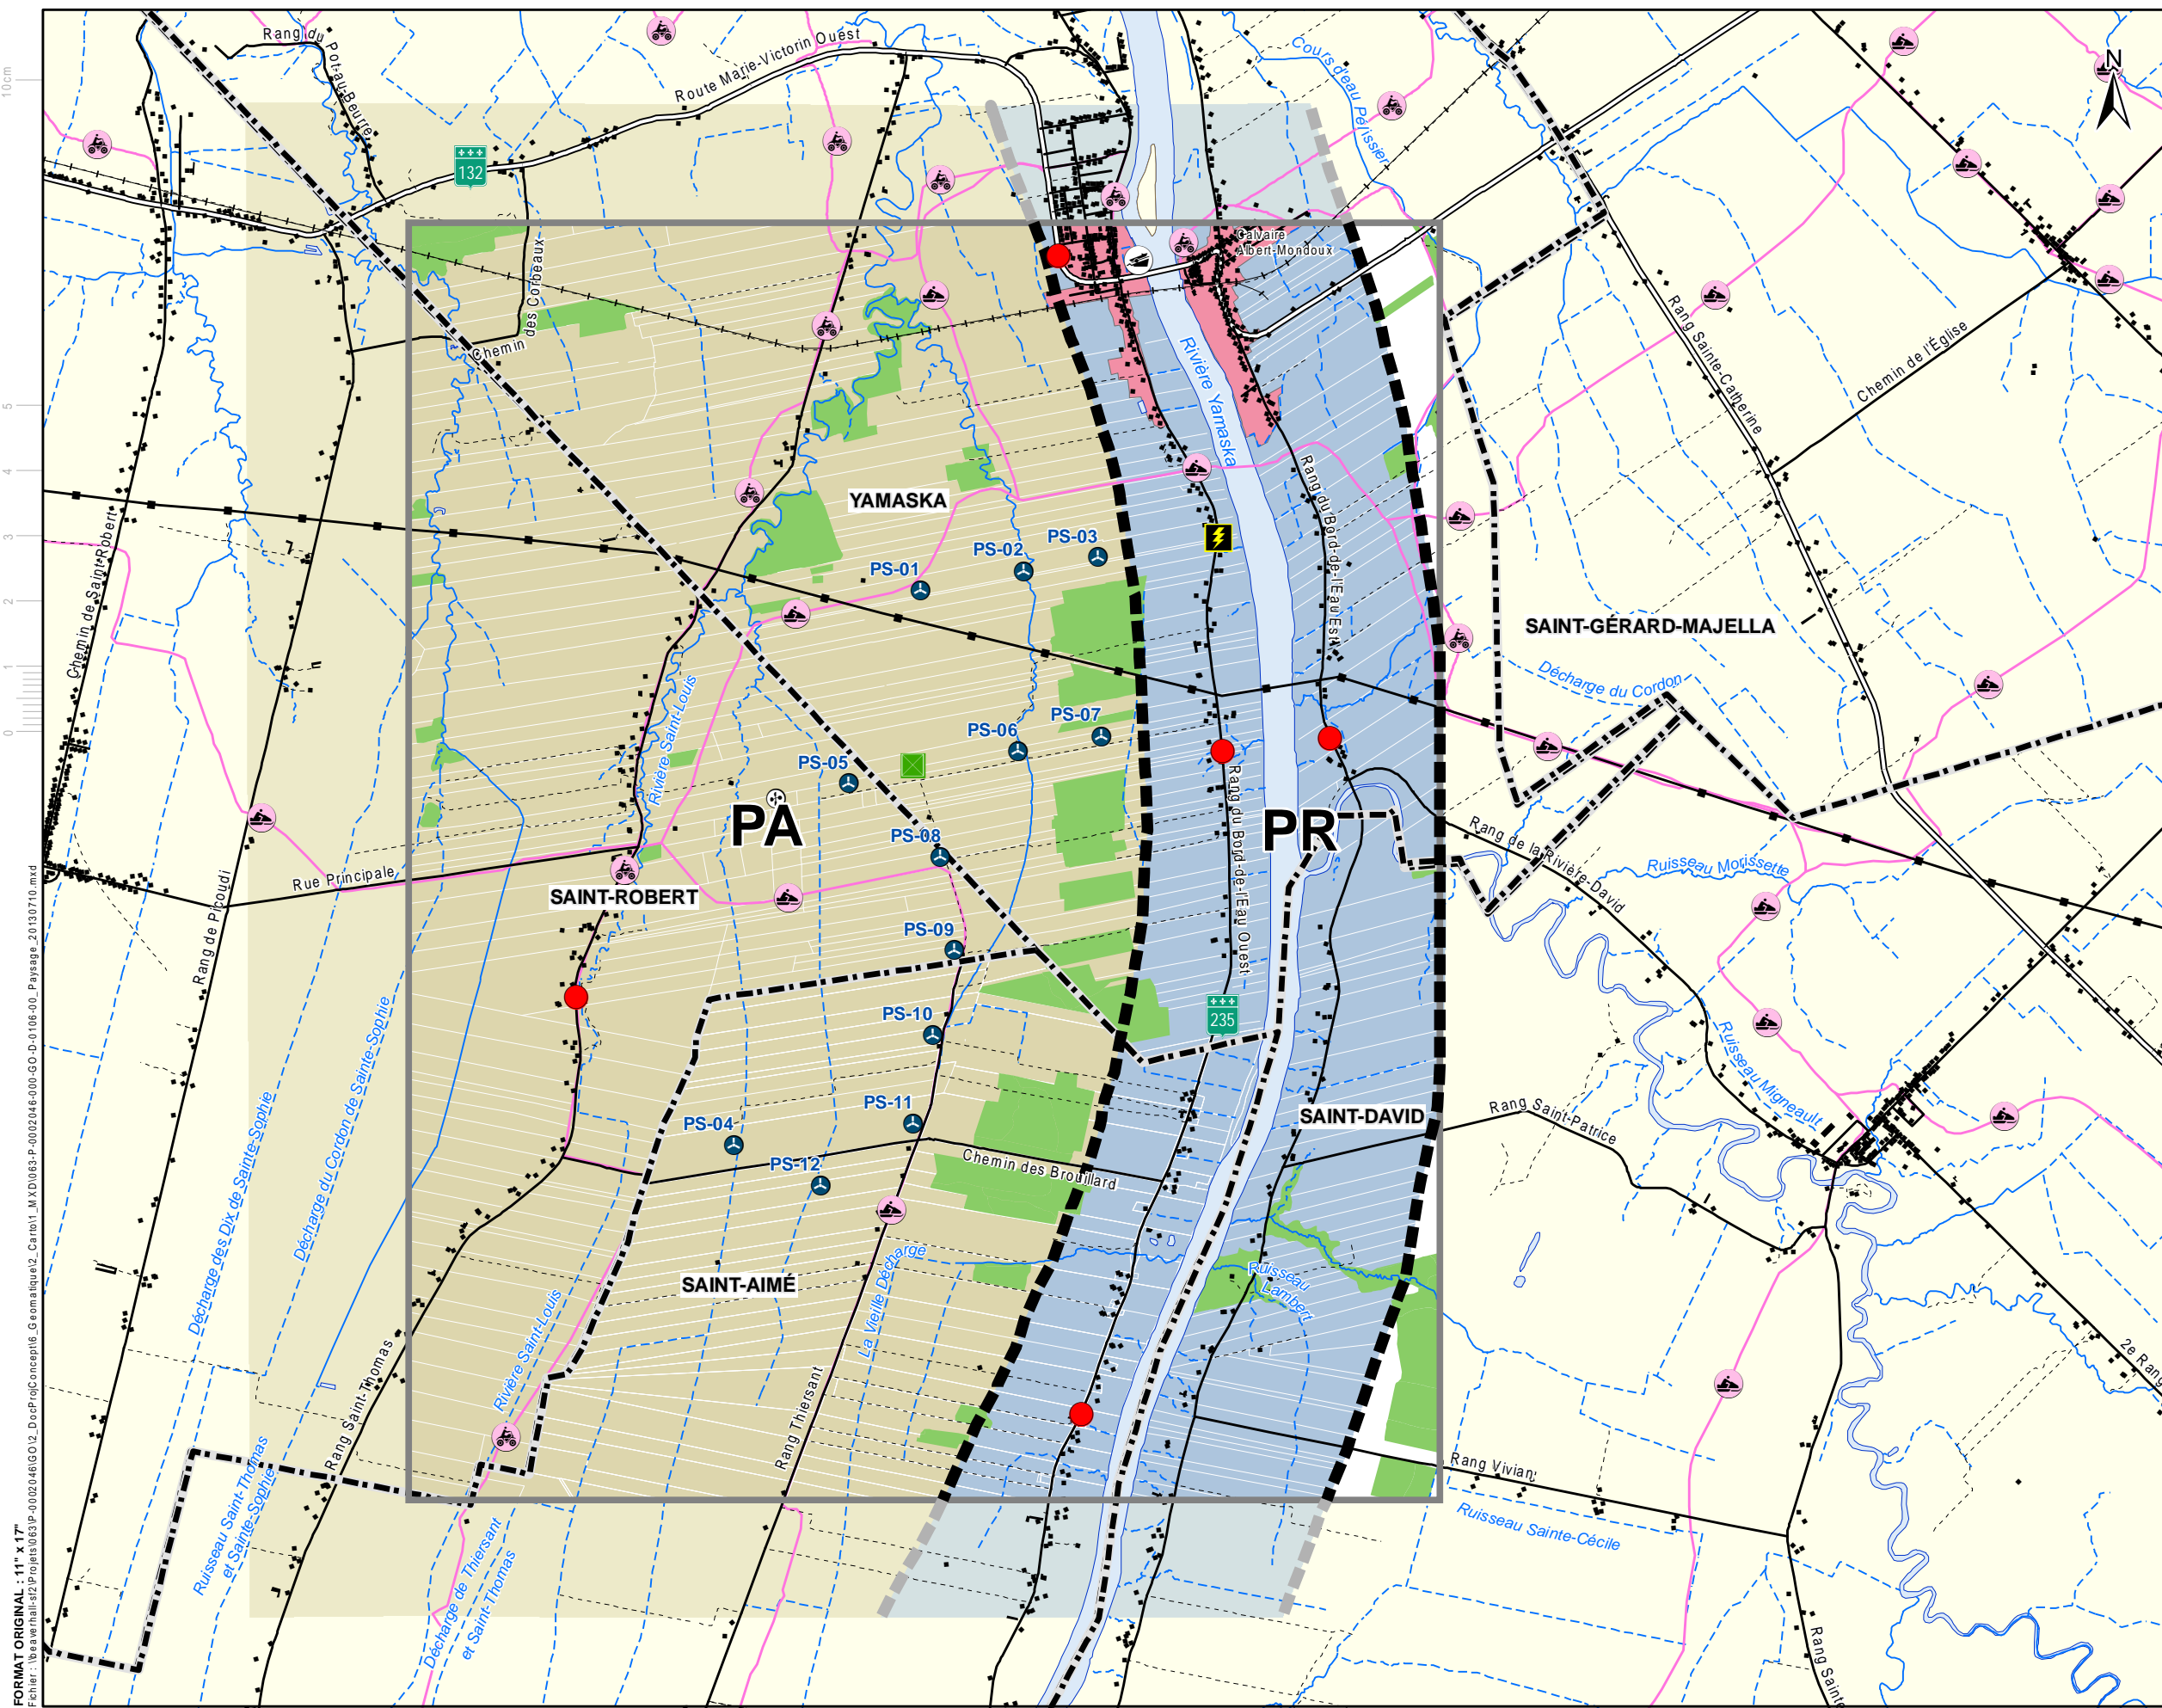 Rang du
Pot-au-Beurre
Route Marie-Victorin Ouest
Cours d'eau Pélissier
N
10cm
132
Calvaire
Albert-Mondoux
Chemin
des Corbeaux
Rivière Yamaska
Rang Sainte-Catherine
Chemin de l'Église
5
4
3
2
1
0
YAMASKA
Rang du Bord-de-l'Eau Est
Chemin de Saint-Robert
PS-03
PS-02
PS-01
SAINT-GÉRARD-MAJELLA
Décharge du Cordon
Rivière Saint-Louis
PS-07
PS-06
PS-05
PA
PR
PS-08
Rang du Bord-de-l'Eau Ouest
Rang de la Rivière-David
Ruisseau Morissette
Rue Principale
Rang de Picoudi
SAINT-ROBERT
PS-09
PS-10
235
Ruisseau Migneault
Décharge des Dix de Sainte-Sophie
Décharge du Cordon de Sainte-Sophie
PS-11
PS-04
SAINT-DAVID
Rang Saint-Patrice
Chemin des Brouillard
PS-12
SAINT-AIMÉ
La Vieille Décharge
Ruisseau
Lambert
Rivière Saint-Louis
Rang Saint-Thomas
Rang Thiersant
2e Rang
Rang Vivian
Ruisseau Sainte-Cécile
Ruisseau Saint-Thomas
et Sainte-Sophie
Décharge de Thiersant
et Saint-Thomas
Rang Sainte
FORMAT ORIGINAL : 11" x 17"